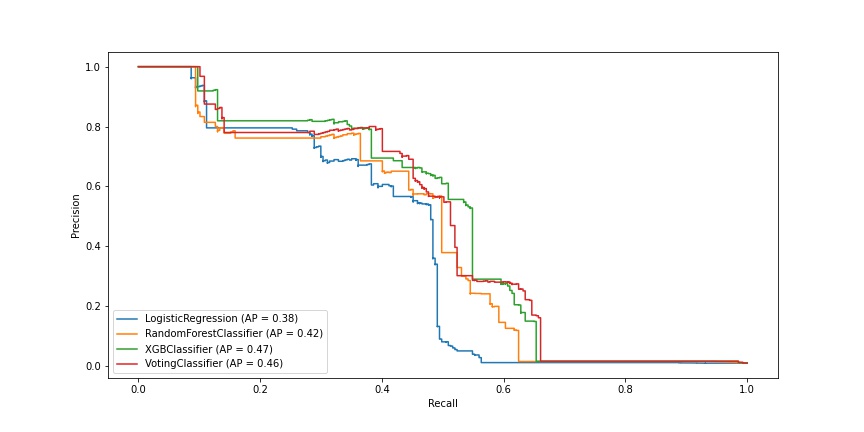 1.0
0.8
0.6
0.4
0.2
0.0
Precision
LogisticRegression (AP = 0.38)
RandomForestClassifier (AP = 0.42)
XGBClassifier (AP = 0.47)
VotingClassifier (AP = 0.46)
0.0 0.2 0.4 0.6 0.8 1.0
Recall